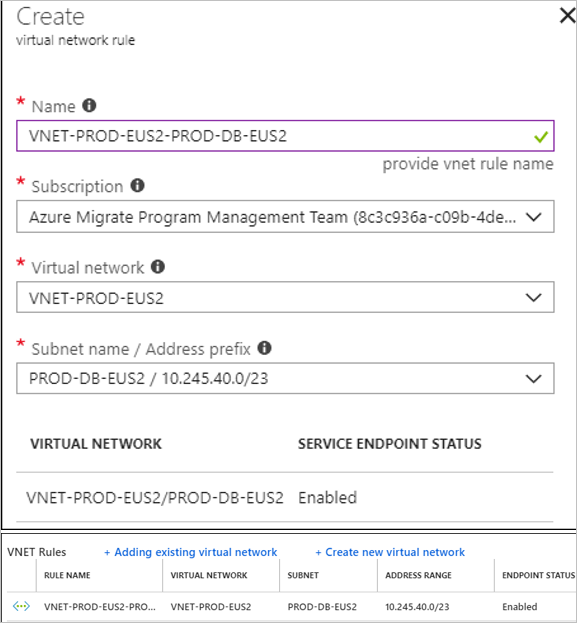 Create
virtual network rule
* Name
VNET-PROD-EUS2-PROD-DB-EUS2
provide vnet rule name
* Subscription
Azure Migrate Program Management Team (8c3c936a-c09b-4de...
* Virtual network
VNET-PROD-EUS2
* Subnet name / Address prefix
PROD-DB-EUS2 / 10.245.40.0/23
VIRTUAL NETWORK SERVICE ENDPOINT STATUS
VNET-PROD-EUS2/PROD-DB-EUS2 Enabled
VNET Rules + Adding existing virtual network + Create new virtual network
RULE NAME VIRTUAL NETWORK SUBNET ADDRESS RANGE ENDPOINT STATUS
VNET-PROD-EUS2-PRO... VNET-PROD-EUS2 PROD-DB-EUS2 10.245.40.0/23 Enabled